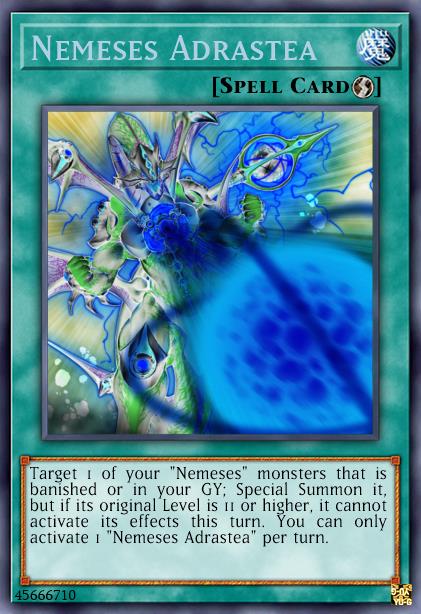 Nemeses Adrastea
[Spell Card]
Target 1 of your "Nemeses" monsters that is
banished or in your GY; Special Summon it,
but if its original Level is 11 or higher, it cannot
activate its effects this turn. You can only
activate 1 "Nemeses Adrastea" per turn.
45666710